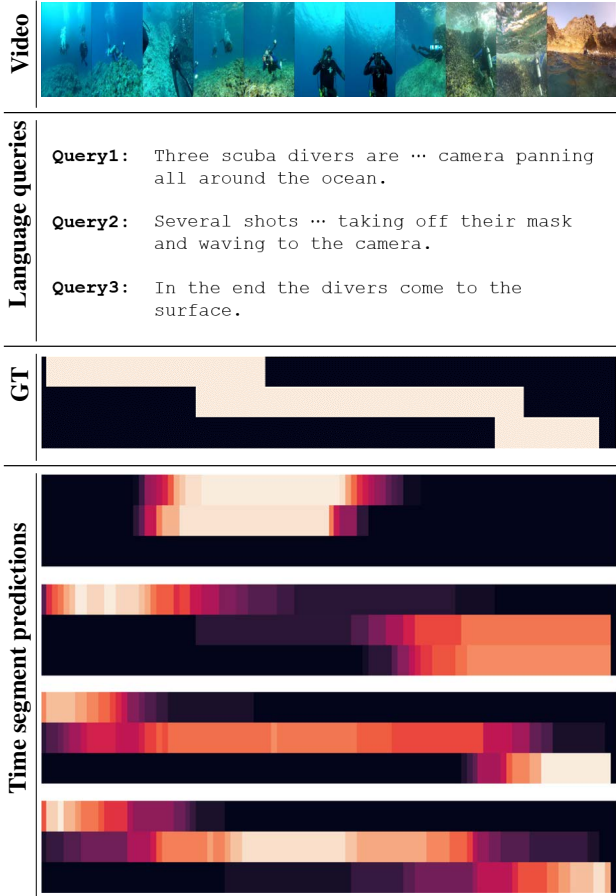 Video
Language queries
Query1: Three scuba divers are ··· camera panning
all around the ocean.
Query2: Several shots ··· taking off their mask
and waving to the camera.
Query3: In the end the divers come to the
surface.
GT
Time segment predictions